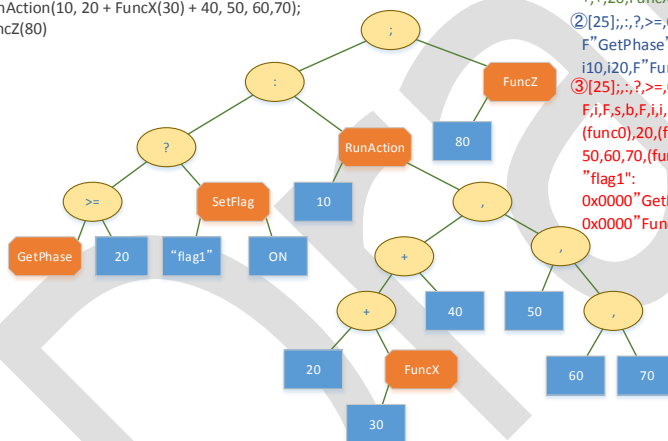 nAction(10, 20 + FuncX(30) + 40, 50, 60,70);
ncZ(80)
②[25];,:,?,>=,
F"GetPhase"
i10,i20,F"Fun
③[25];,:,?,>=,
F,i,F,s,b,F,i,i,
(func0),20,(f
50,60,70,(fu
"flag1":
0x0000"Get
0x0000"Fun
;
:
FuncZ
?
RunAction
80
>=
SetFlag
10
,
GetPhase
20
"flag1"
ON
+
,
+
40
50
,
20
FuncX
60
70
30